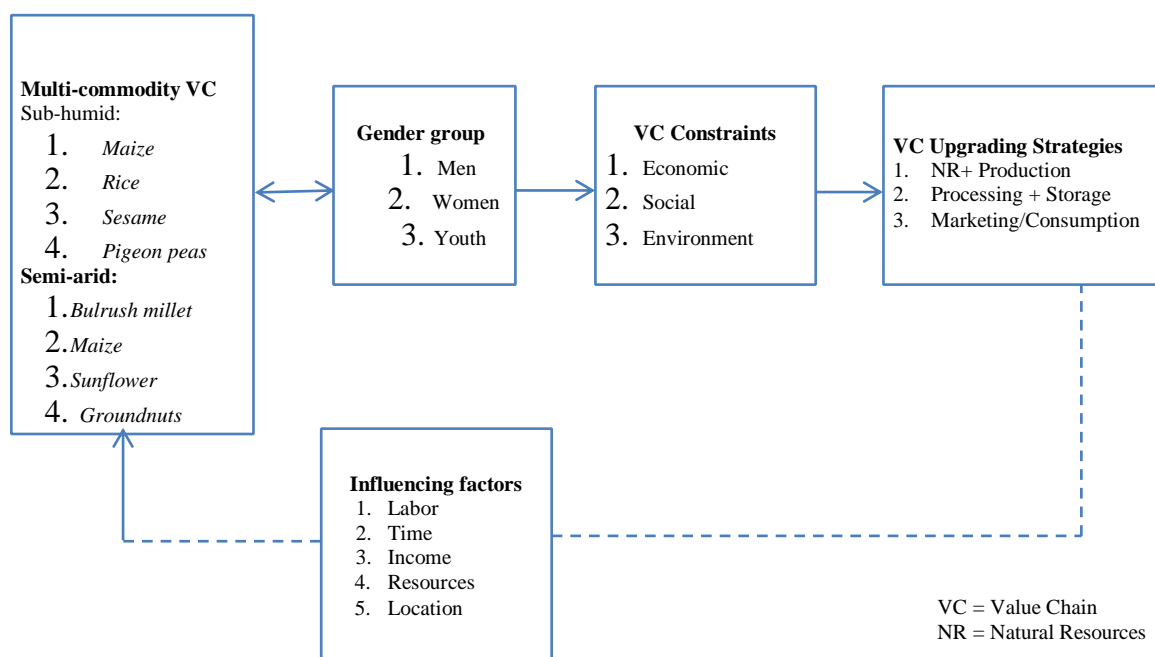 Multi-commodity VC
Sub-humid:
1. Maize
2. Rice
3. Sesame
4. Pigeon peas
Semi-arid:
1. Bulrush millet
2. Maize
3. Sunflower
4. Groundnuts
Gender group
1. Men
2. Women
3. Youth
VC Constraints
1. Economic
2. Social
3. Environment
VC Upgrading Strategies
1. NR+ Production
2. Processing + Storage
3. Marketing/Consumption
Influencing factors
1. Labor
2. Time
3. Income
4. Resources
5. Location
VC = Value Chain
NR = Natural Resources